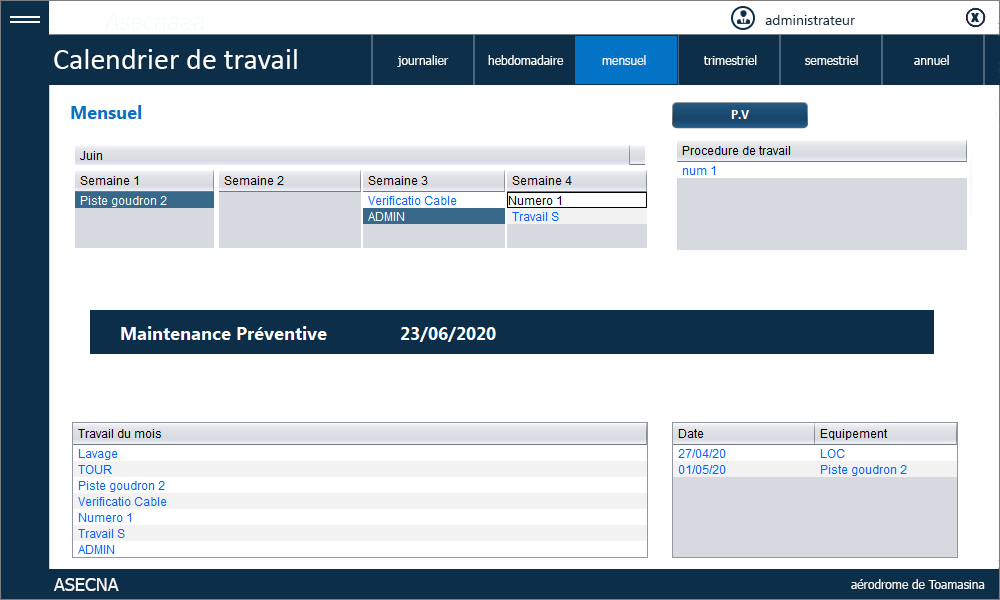 Asecnaaa
administrateur
Calendrier de travail
journalier
hebdomadaire
mensuel
trimestriel
semestriel
annuel
Mensuel
P.V
Juin
Procedure de travail
num 1
Semaine 1
Semaine 2
Semaine 3
Semaine 4
Piste goudron 2
Verificatio Cable
Numero 1
ADMIN
Travail S
Maintenance Préventive 23/06/2020
Travail du mois
Lavage
TOUR
Piste goudron 2
Verificatio Cable
Numero 1
Travail S
ADMIN
Date Equipement
27/04/20 LOC
01/05/20 Piste goudron 2
ASECNA
aérodrome de Toamasina